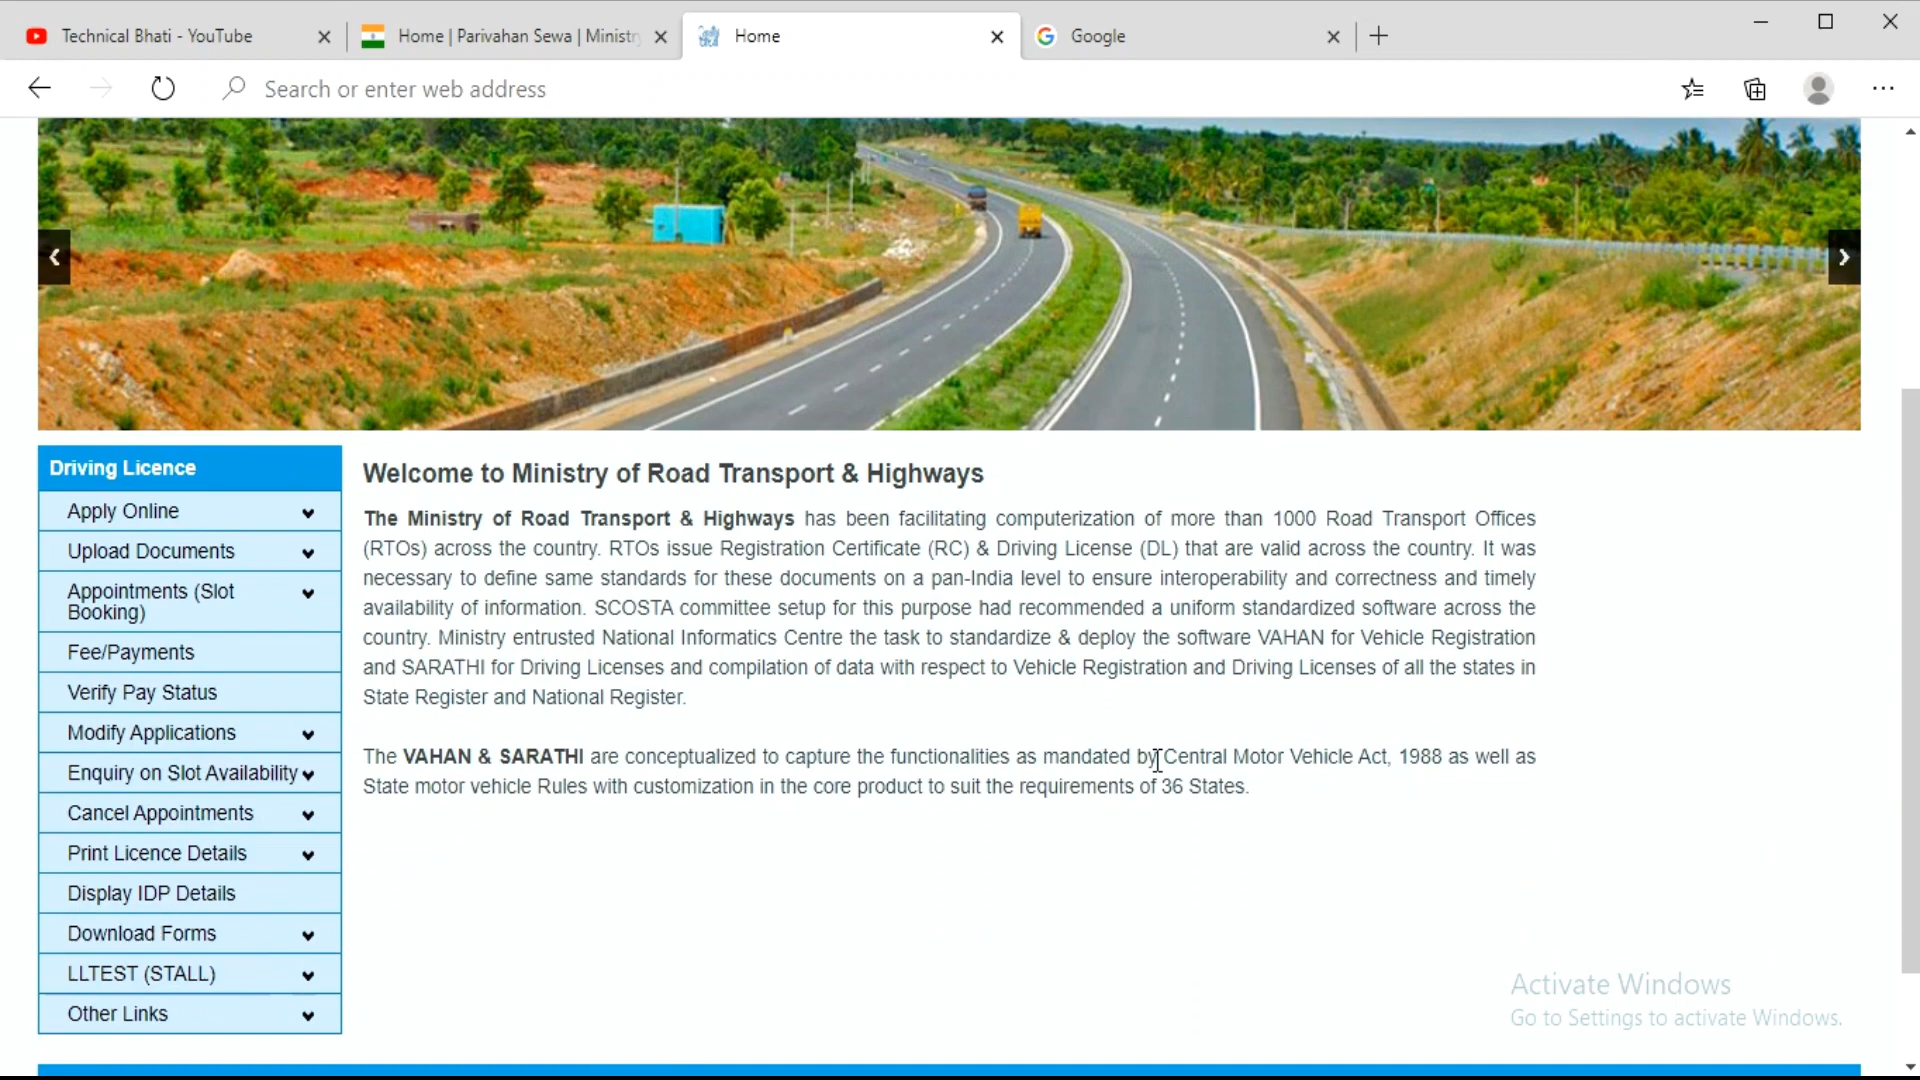 Technical Bhati - YouTube
Home | Parivahan Sewa | Ministr
Home
Google
Search or enter web address
Driving Licence
Apply Online
Upload Documents
Appointments (Slot
Booking)
Fee/Payments
Verify Pay Status
Modify Applications
Enquiry on Slot Availability
Cancel Appointments
Print Licence Details
Display IDP Details
Download Forms
LLTEST (STALL)
Other Links
Welcome to Ministry of Road Transport & Highways
The Ministry of Road Transport & Highways has been facilitating computerization of more than 1000 Road Transport Offices
(RTOs) across the country. RTOs issue Registration Certificate (RC) & Driving License (DL) that are valid across the country. It was
necessary to define same standards for these documents on a pan-India level to ensure interoperability and correctness and timely
availability of information. SCOSTA committee setup for this purpose had recommended a uniform standardized software across the
country. Ministry entrusted National Informatics Centre the task to standardize & deploy the software VAHAN for Vehicle Registration
and SARATHI for Driving Licenses and compilation of data with respect to Vehicle Registration and Driving Licenses of all the states in
State Register and National Register.
The VAHAN & SARATHI are conceptualized to capture the functionalities as mandated by Central Motor Vehicle Act, 1988 as well as
State motor vehicle Rules with customization in the core product to suit the requirements of 36 States.
Activate Windows
Go to Settings to activate Windows.